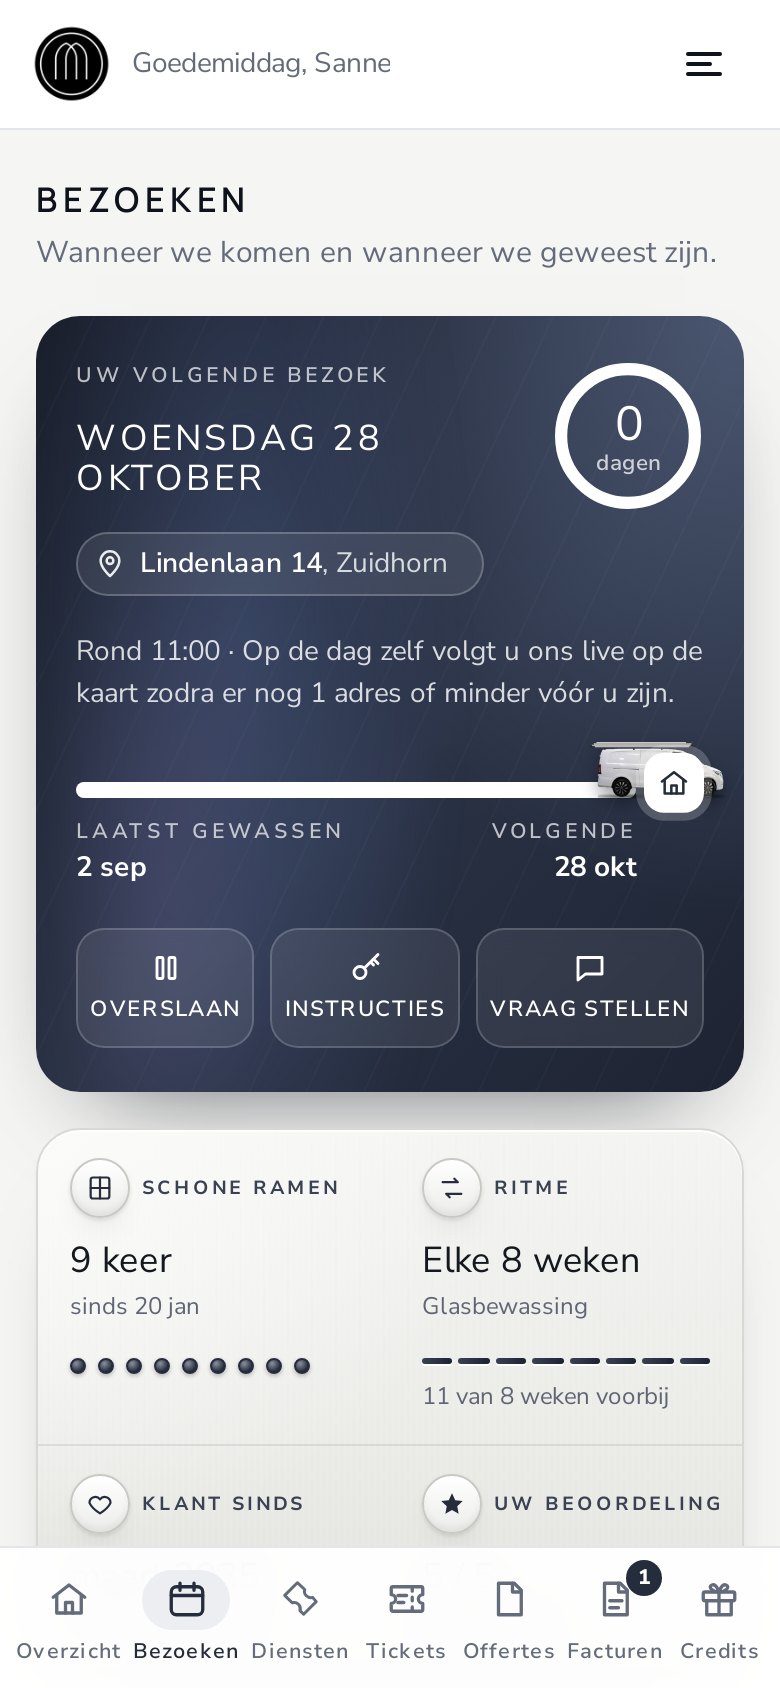 Goedemiddag, Sanne
BEZOEKEN
Wanneer we komen en wanneer we geweest zijn.
UW VOLGENDE BEZOEK
WOENSDAG 28
OKTOBER
0
dagen
Lindenlaan 14, Zuidhorn
Rond 11:00 · Op de dag zelf volgt u ons live op de
kaart zodra er nog 1 adres of minder vóór u zijn.
LAATST GEWASSEN
2 sep
VOLGENDE
28 okt
OVERSLAAN
INSTRUCTIES
VRAAG STELLEN
SCHONE RAMEN
9 keer
sinds 20 jan
RITME
Elke 8 weken
Glasbewassing
11 van 8 weken voorbij
KLANT SINDS
UW BEOORDELING
1
Overzicht
Bezoeken
Diensten
Tickets
Offertes
Facturen
Credits